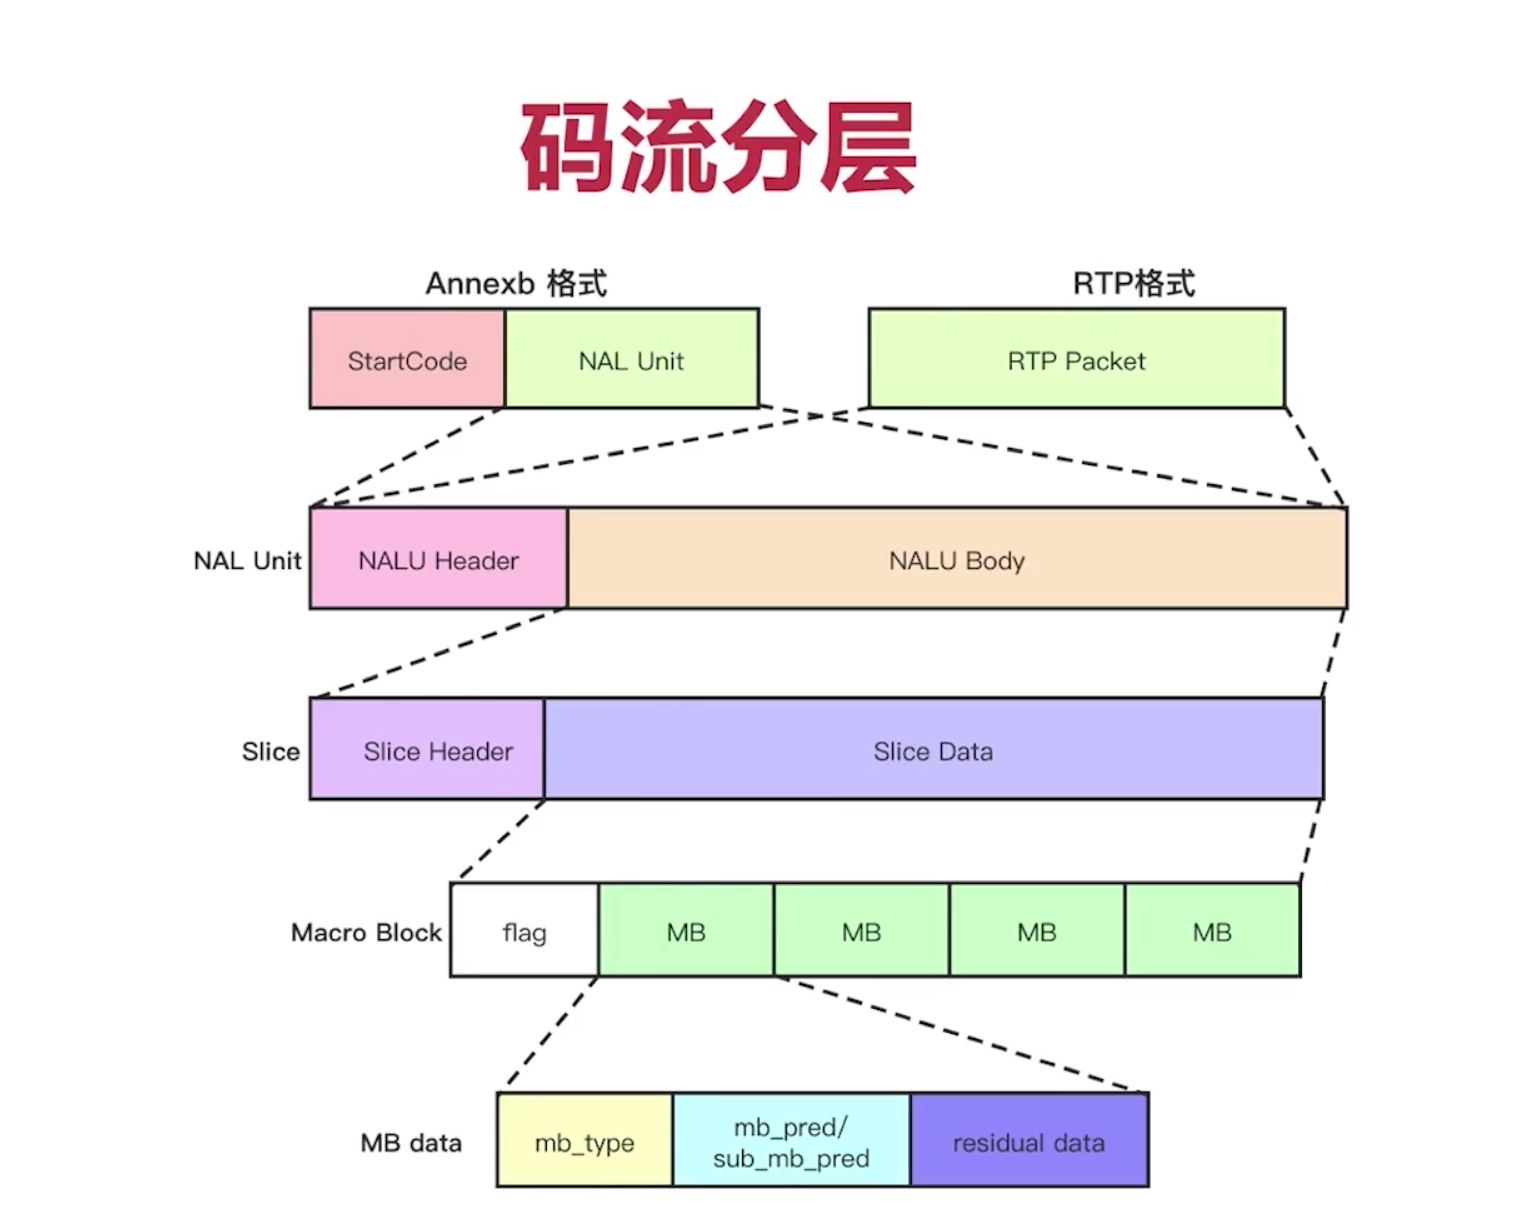 码流分层
Annexb 格式
RTP格式
StartCode
NAL Unit
RTP Packet
NAL Unit
NALU Header
NALU Body
Slice
Slice Header
Slice Data
Macro Block
flag
MB
MB
MB
MB
MB data
mb_type
mb_pred/
sub_mb_pred
residual data